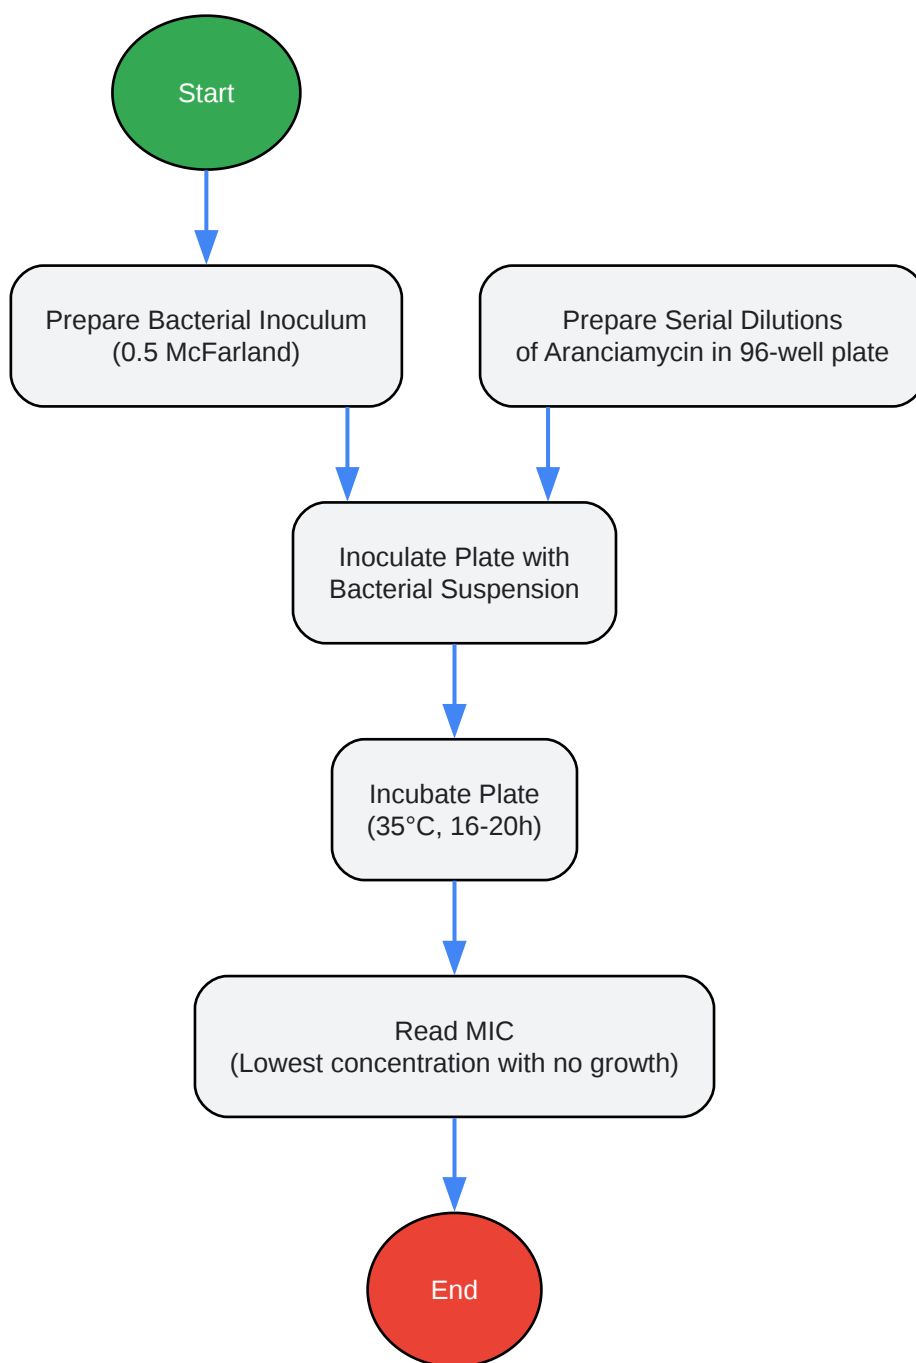 Start
Prepare Bacterial Inoculum
(0.5 McFarland)
Prepare Serial Dilutions
of Aranciamycin in 96-well plate
Inoculate Plate with
Bacterial Suspension
Incubate Plate
(35°C, 16-20h)
Read MIC
(Lowest concentration with no growth)
End